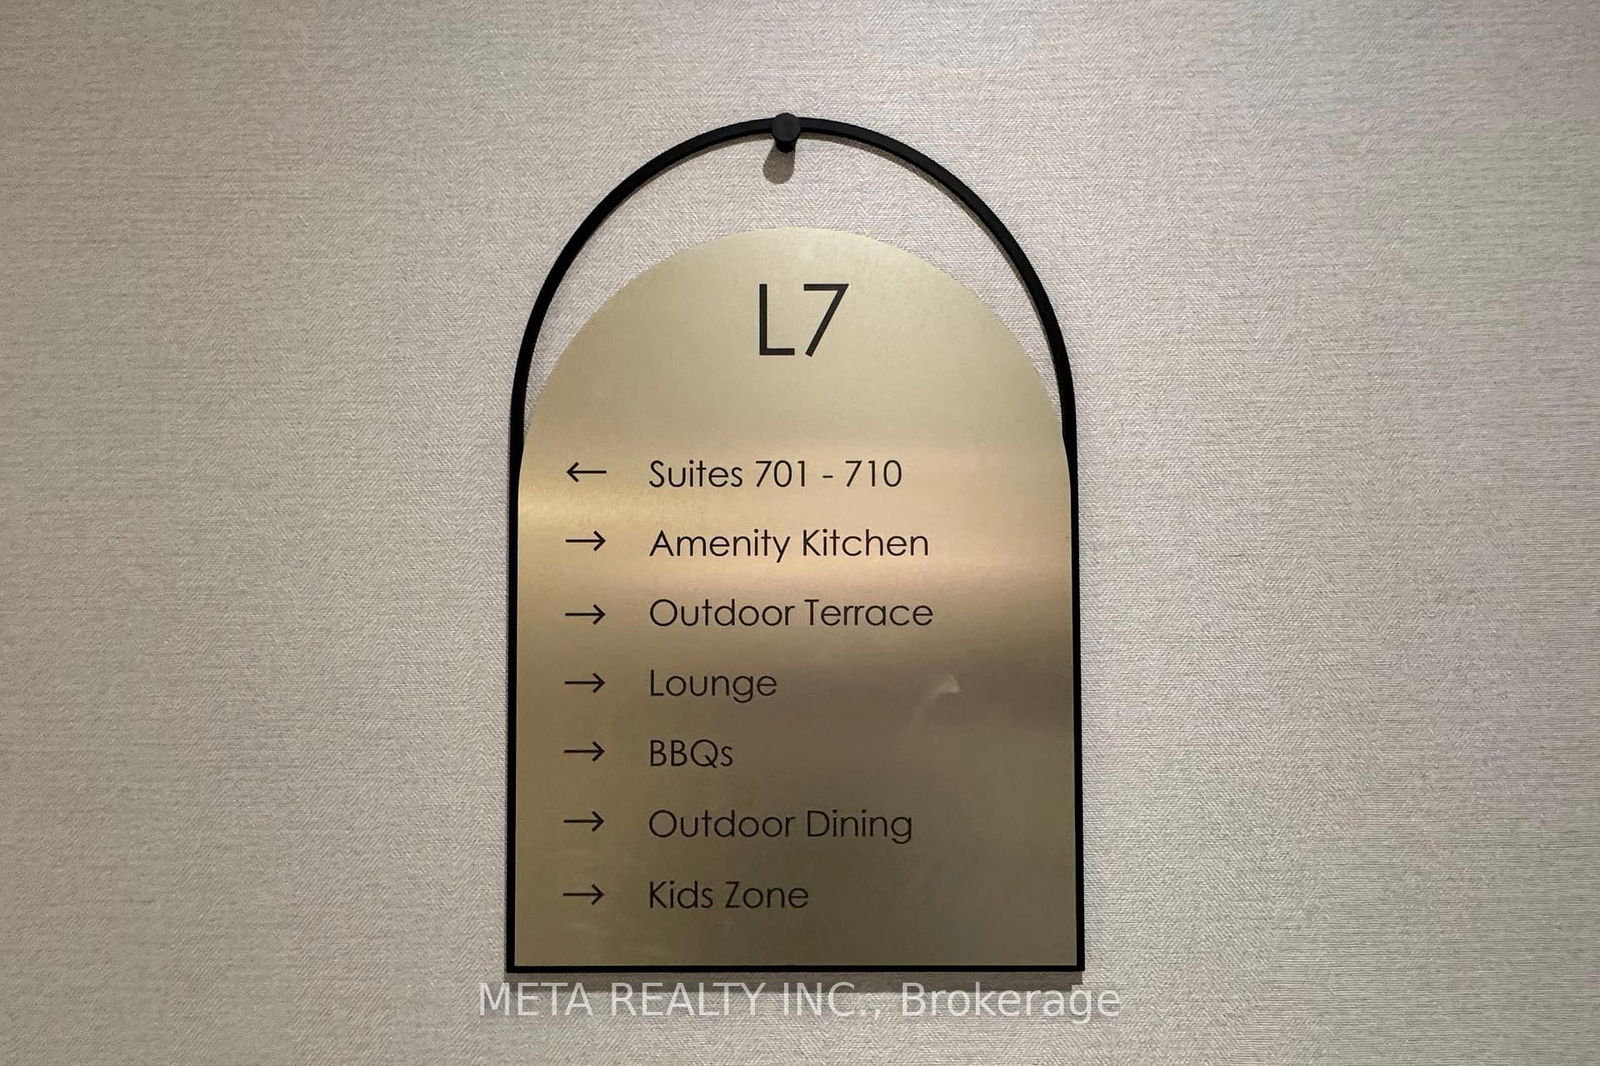 L7
← Suites 701 - 710
→ Amenity Kitchen
→ Outdoor Terrace
→ Lounge
→ BBQs
→ Outdoor Dining
→ Kids Zone
META REALTY INC., Brokerage